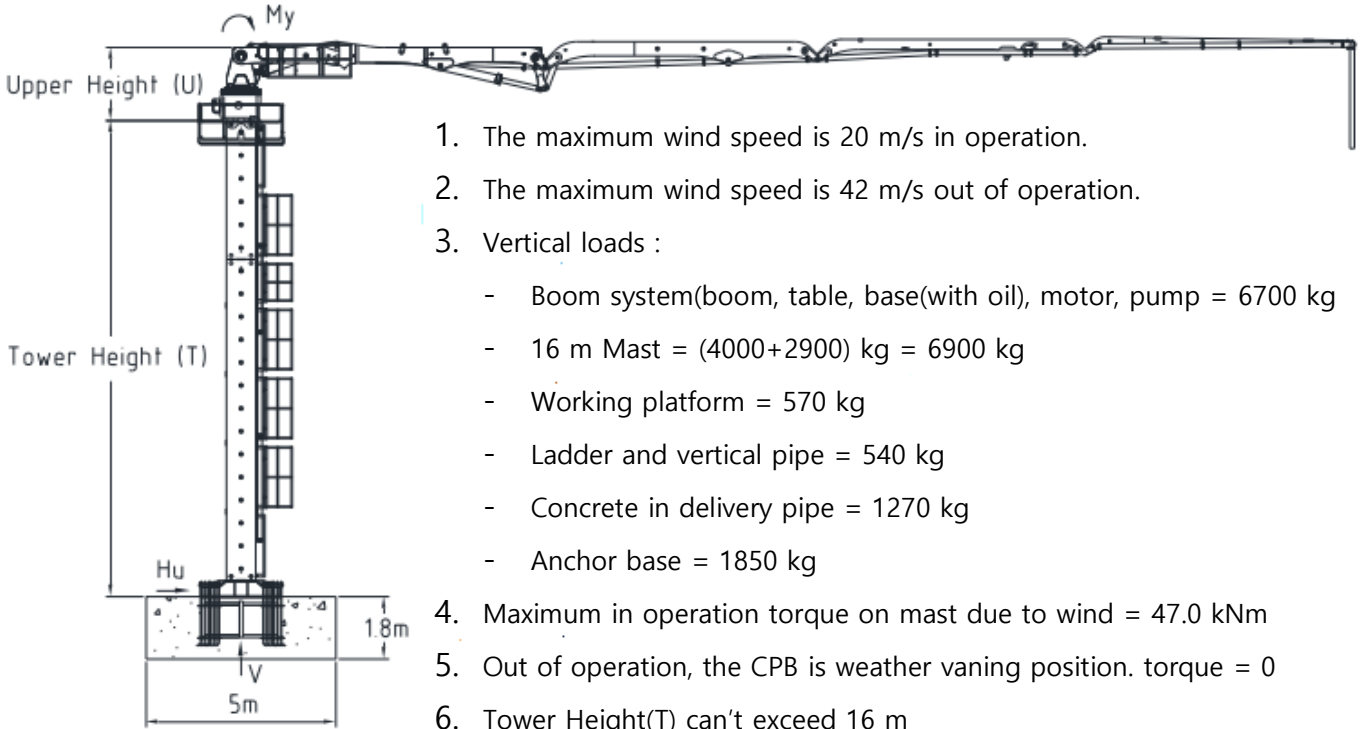 My
Upper Height (U)
Tower Height (T)
Hu
1.8m
V
5m
1. The maximum wind speed is 20 m/s in operation.
2. The maximum wind speed is 42 m/s out of operation.
3. Vertical loads :
- Boom system(boom, table, base(with oil), motor, pump = 6700 kg
- 16 m Mast = (4000+2900) kg = 6900 kg
- Working platform = 570 kg
- Ladder and vertical pipe = 540 kg
- Concrete in delivery pipe = 1270 kg
- Anchor base = 1850 kg
4. Maximum in operation torque on mast due to wind = 47.0 kNm
5. Out of operation, the CPB is weather vaning position. torque = 0
6. Tower Height(T) can't exceed 16 m